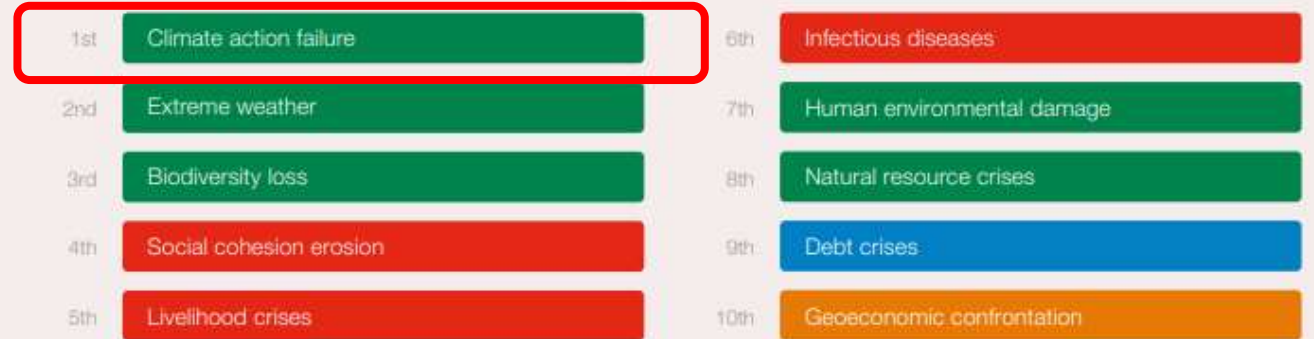 1st Climate action failure
2nd Extreme weather
3rd Biodiversity loss
4th Social cohesion erosion
5th Livelihood crises
6th Infectious diseases
7th Human environmental damage
8th Natural resource crises
9th Debt crises
10th Geoeconomic confrontation